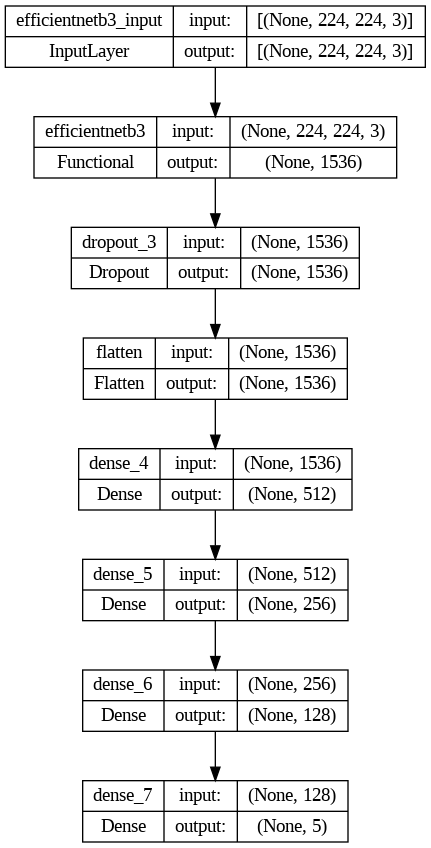 efficientnetb3_input input: [(None, 224, 224, 3)]
InputLayer output: [(None, 224, 224, 3)]
efficientnetb3 input: (None, 224, 224, 3)
Functional output: (None, 1536)
dropout_3 input: (None, 1536)
Dropout output: (None, 1536)
flatten input: (None, 1536)
Flatten output: (None, 1536)
dense_4 input: (None, 1536)
Dense output: (None, 512)
dense_5 input: (None, 512)
Dense output: (None, 256)
dense_6 input: (None, 256)
Dense output: (None, 128)
dense_7 input: (None, 128)
Dense output: (None, 5)